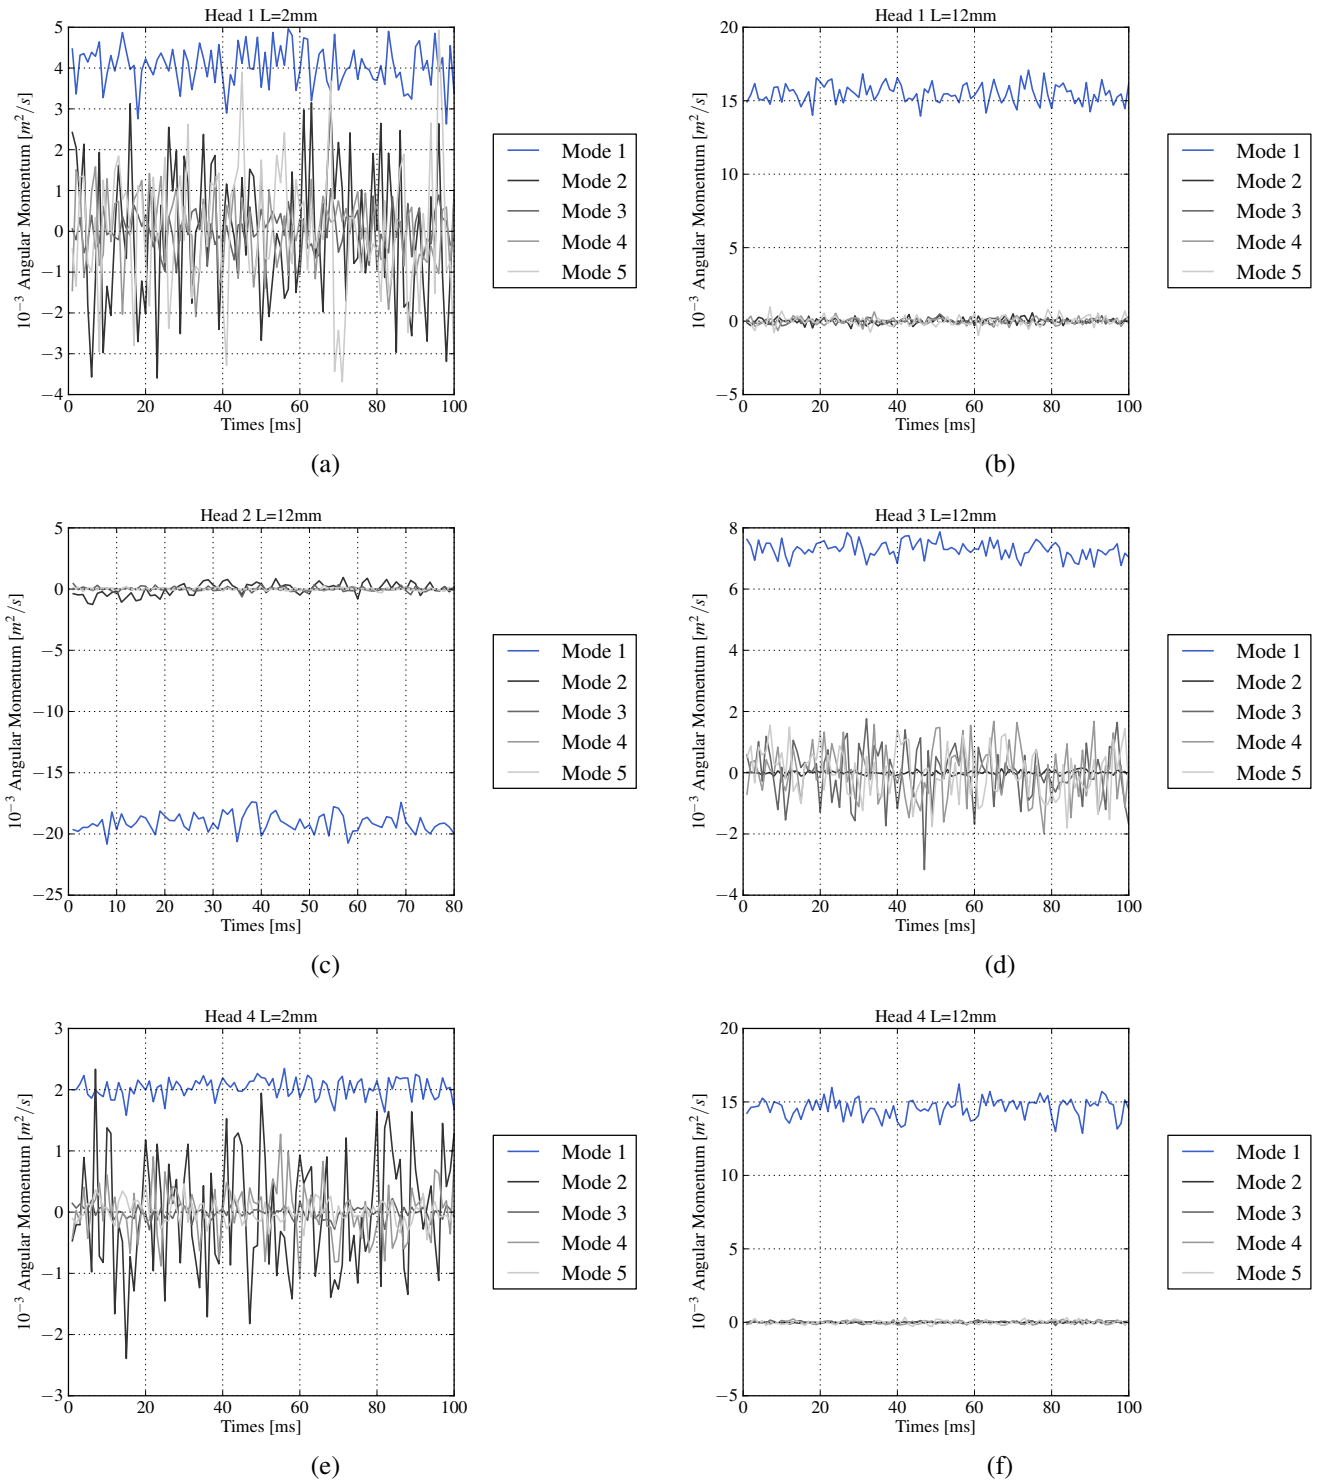 Head 1 L=2mm
5
4
3
2
1
0
−1
−2
−3
−4
10⁻³ Angular Momentum [m²/s]
0 20 40 60 80 100
Times [ms]
Mode 1
Mode 2
Mode 3
Mode 4
Mode 5
(a)
Head 1 L=12mm
20
15
10
5
0
−5
10⁻³ Angular Momentum [m²/s]
0 20 40 60 80 100
Times [ms]
Mode 1
Mode 2
Mode 3
Mode 4
Mode 5
(b)
Head 2 L=12mm
5
0
−5
−10
−15
−20
−25
10⁻³ Angular Momentum [m²/s]
0 10 20 30 40 50 60 70 80
Times [ms]
Mode 1
Mode 2
Mode 3
Mode 4
Mode 5
(c)
Head 3 L=12mm
8
6
4
2
0
−2
−4
10⁻³ Angular Momentum [m²/s]
0 20 40 60 80 100
Times [ms]
Mode 1
Mode 2
Mode 3
Mode 4
Mode 5
(d)
Head 4 L=2mm
3
2
1
0
−1
−2
−3
10⁻³ Angular Momentum [m²/s]
0 20 40 60 80 100
Times [ms]
Mode 1
Mode 2
Mode 3
Mode 4
Mode 5
(e)
Head 4 L=12mm
20
15
10
5
0
−5
10⁻³ Angular Momentum [m²/s]
0 20 40 60 80 100
Times [ms]
Mode 1
Mode 2
Mode 3
Mode 4
Mode 5
(f)